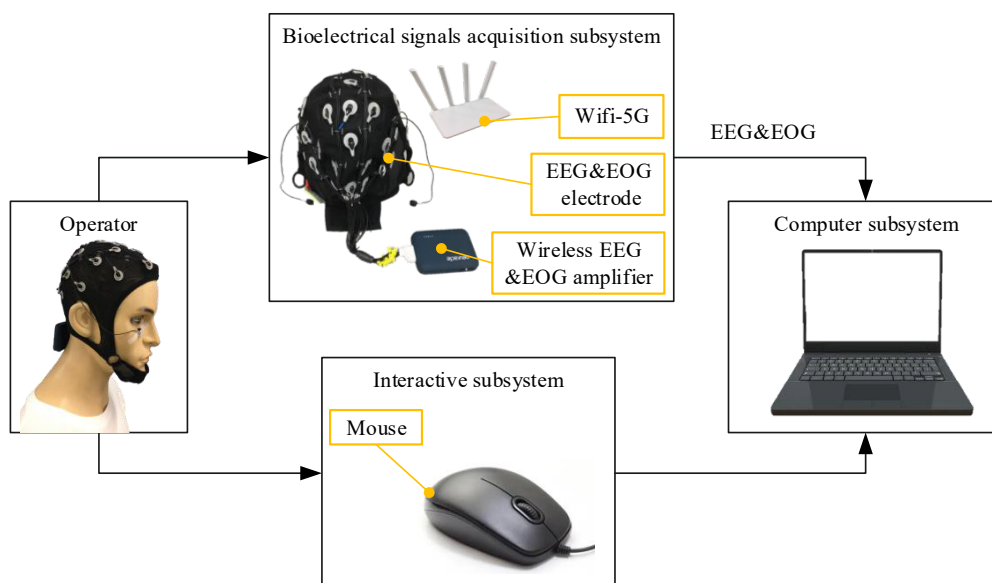 Bioelectrical signals acquisition subsystem
Wifi-5G
EEG&EOG
EEG&EOG
electrode
Operator
Computer subsystem
Wireless EEG
&EOG amplifier
Interactive subsystem
Mouse